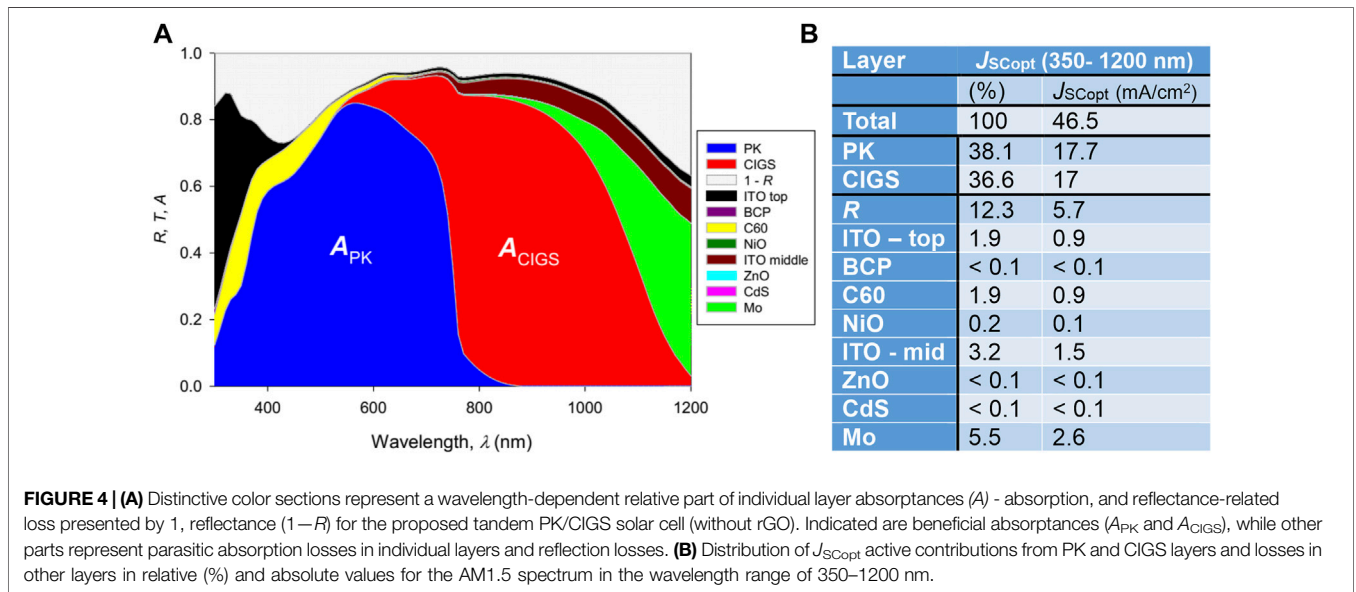 A
1.0
0.8
0.6
0.4
0.2
0.0
R, T, A
400
600
800
1000
1200
Wavelength, λ (nm)
APK
ACIGS
PK
CIGS
1 - R
ITO top
BCP
C60
NiO
ITO middle
ZnO
CdS
Mo
B
Layer JSCopt (350- 1200 nm)
(%) JSCopt (mA/cm²)
Total 100 46.5
PK 38.1 17.7
CIGS 36.6 17
R 12.3 5.7
ITO – top 1.9 0.9
BCP < 0.1 < 0.1
C60 1.9 0.9
NiO 0.2 0.1
ITO - mid 3.2 1.5
ZnO < 0.1 < 0.1
CdS < 0.1 < 0.1
Mo 5.5 2.6
FIGURE 4 | (A) Distinctive color sections represent a wavelength-dependent relative part of individual layer absorptances (A) - absorption, and reflectance-related
loss presented by 1, reflectance (1—R) for the proposed tandem PK/CIGS solar cell (without rGO). Indicated are beneficial absorptances (APK and ACIGS), while other
parts represent parasitic absorption losses in individual layers and reflection losses. (B) Distribution of JSCopt active contributions from PK and CIGS layers and losses in
other layers in relative (%) and absolute values for the AM1.5 spectrum in the wavelength range of 350–1200 nm.